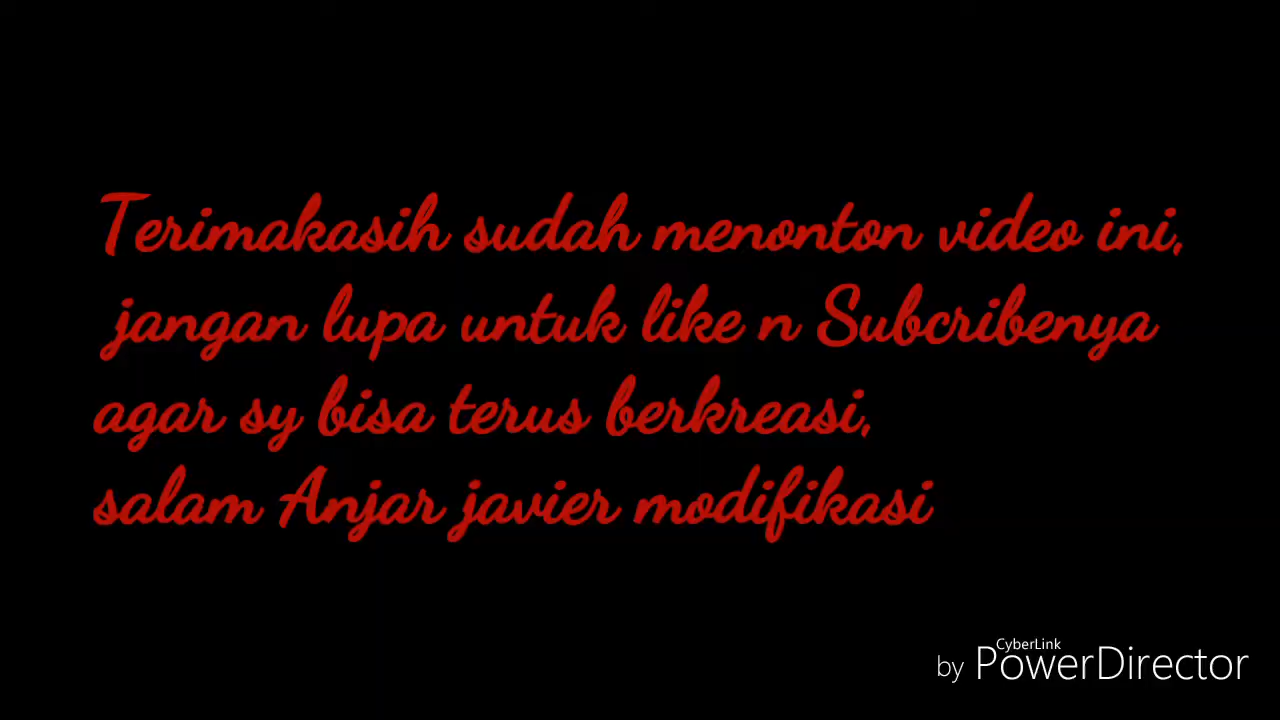 Terimakasih sudah menonton video ini,
jangan lupa untuk like n Subcribenya
agar sy bisa terus berkreasi,
salam Anjar javier modifikasi
CyberLink
by PowerDirector